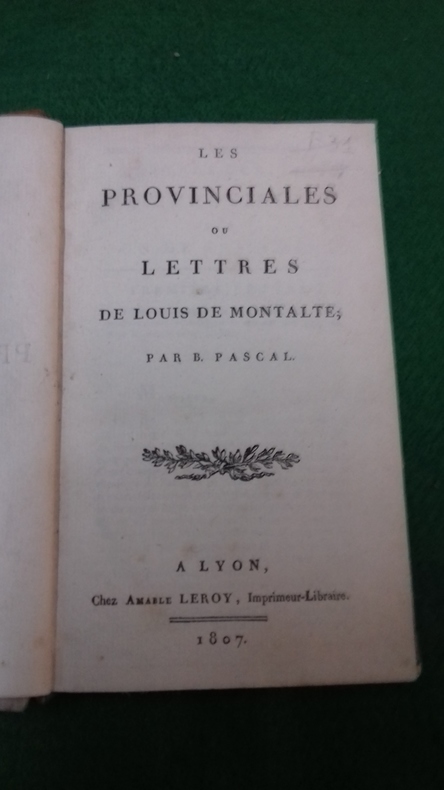 LES
PROVINCIALES
OU
LETTRES
DE LOUIS DE MONTALTE;
PAR B. PASCAL.
A LYON,
Chez AMABLE LEROY, Imprimeur-Libraire.
1807.